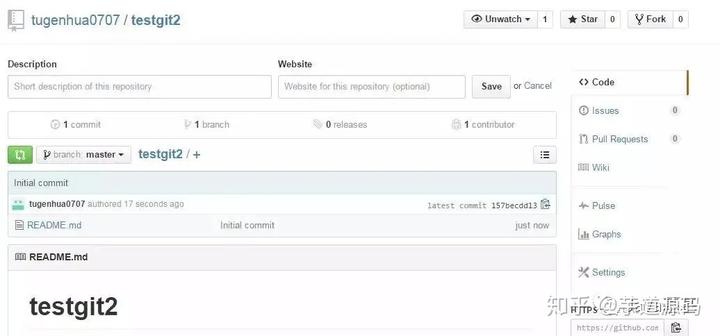 tugenhua0707 / testgit2
Unwatch 1 Star 0 Fork 0
Description Website
Short description of this repository Website for this repository (optional) Save or Cancel
Code
1 commit 1 branch 0 releases 1 contributor
Issues 0
Pull Requests 0
branch: master testgit2 / +
Wiki
Initial commit
tugenhua0707 authored 17 seconds ago latest commit 157becdd13
Pulse
README.md Initial commit just now
Graphs
README.md
Settings
testgit2
知乎 @芋道源码
https://github.com